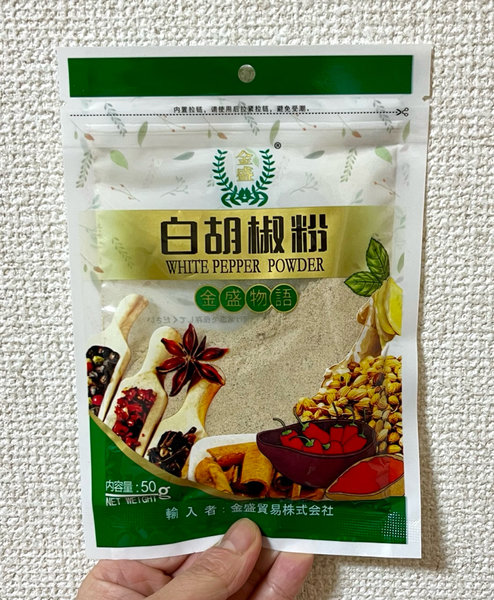 内置拉链，请使用后拉紧拉链，避免受潮。
金盛
®
白胡椒粉
WHITE PEPPER POWDER
金盛物語
内容量:50g
NET WEIGHT
輸入者:金盛貿易株式会社